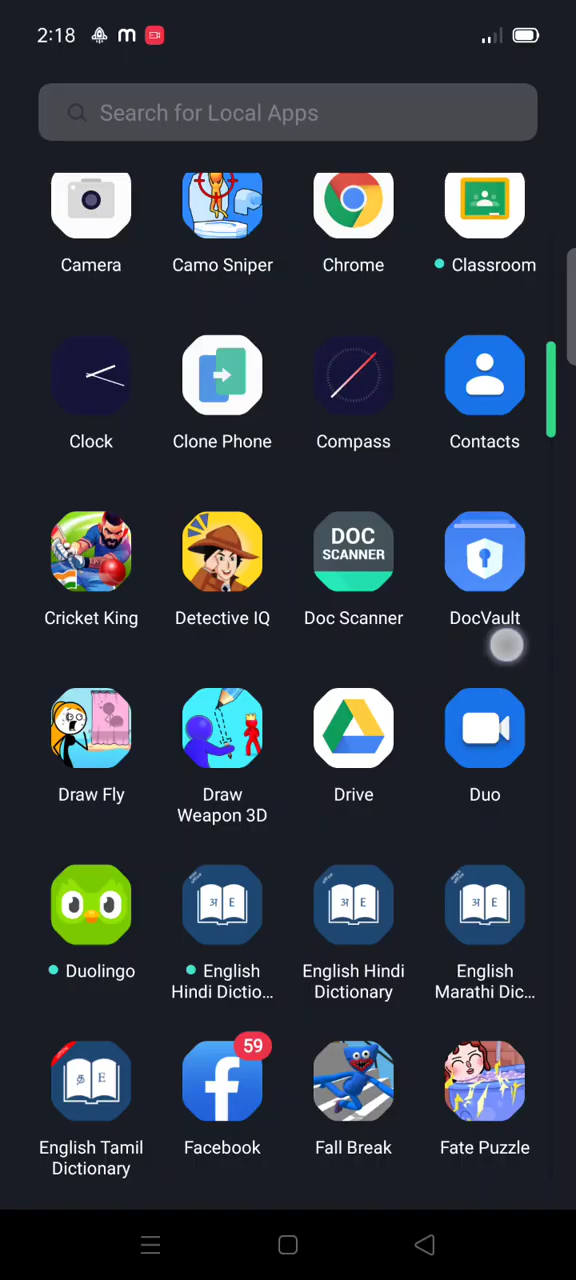 2:18
Search for Local Apps
Camera
Camo Sniper
Chrome
Classroom
Clock
Clone Phone
Compass
Contacts
DOC
SCANNER
Cricket King
Detective IQ
Doc Scanner
DocVault
Draw Fly
Draw
Weapon 3D
Drive
Duo
अ E
अ E
अ E
Duolingo
English
Hindi Dictio...
English Hindi
Dictionary
English
Marathi Dic...
த E
59
English Tamil
Dictionary
Facebook
Fall Break
Fate Puzzle